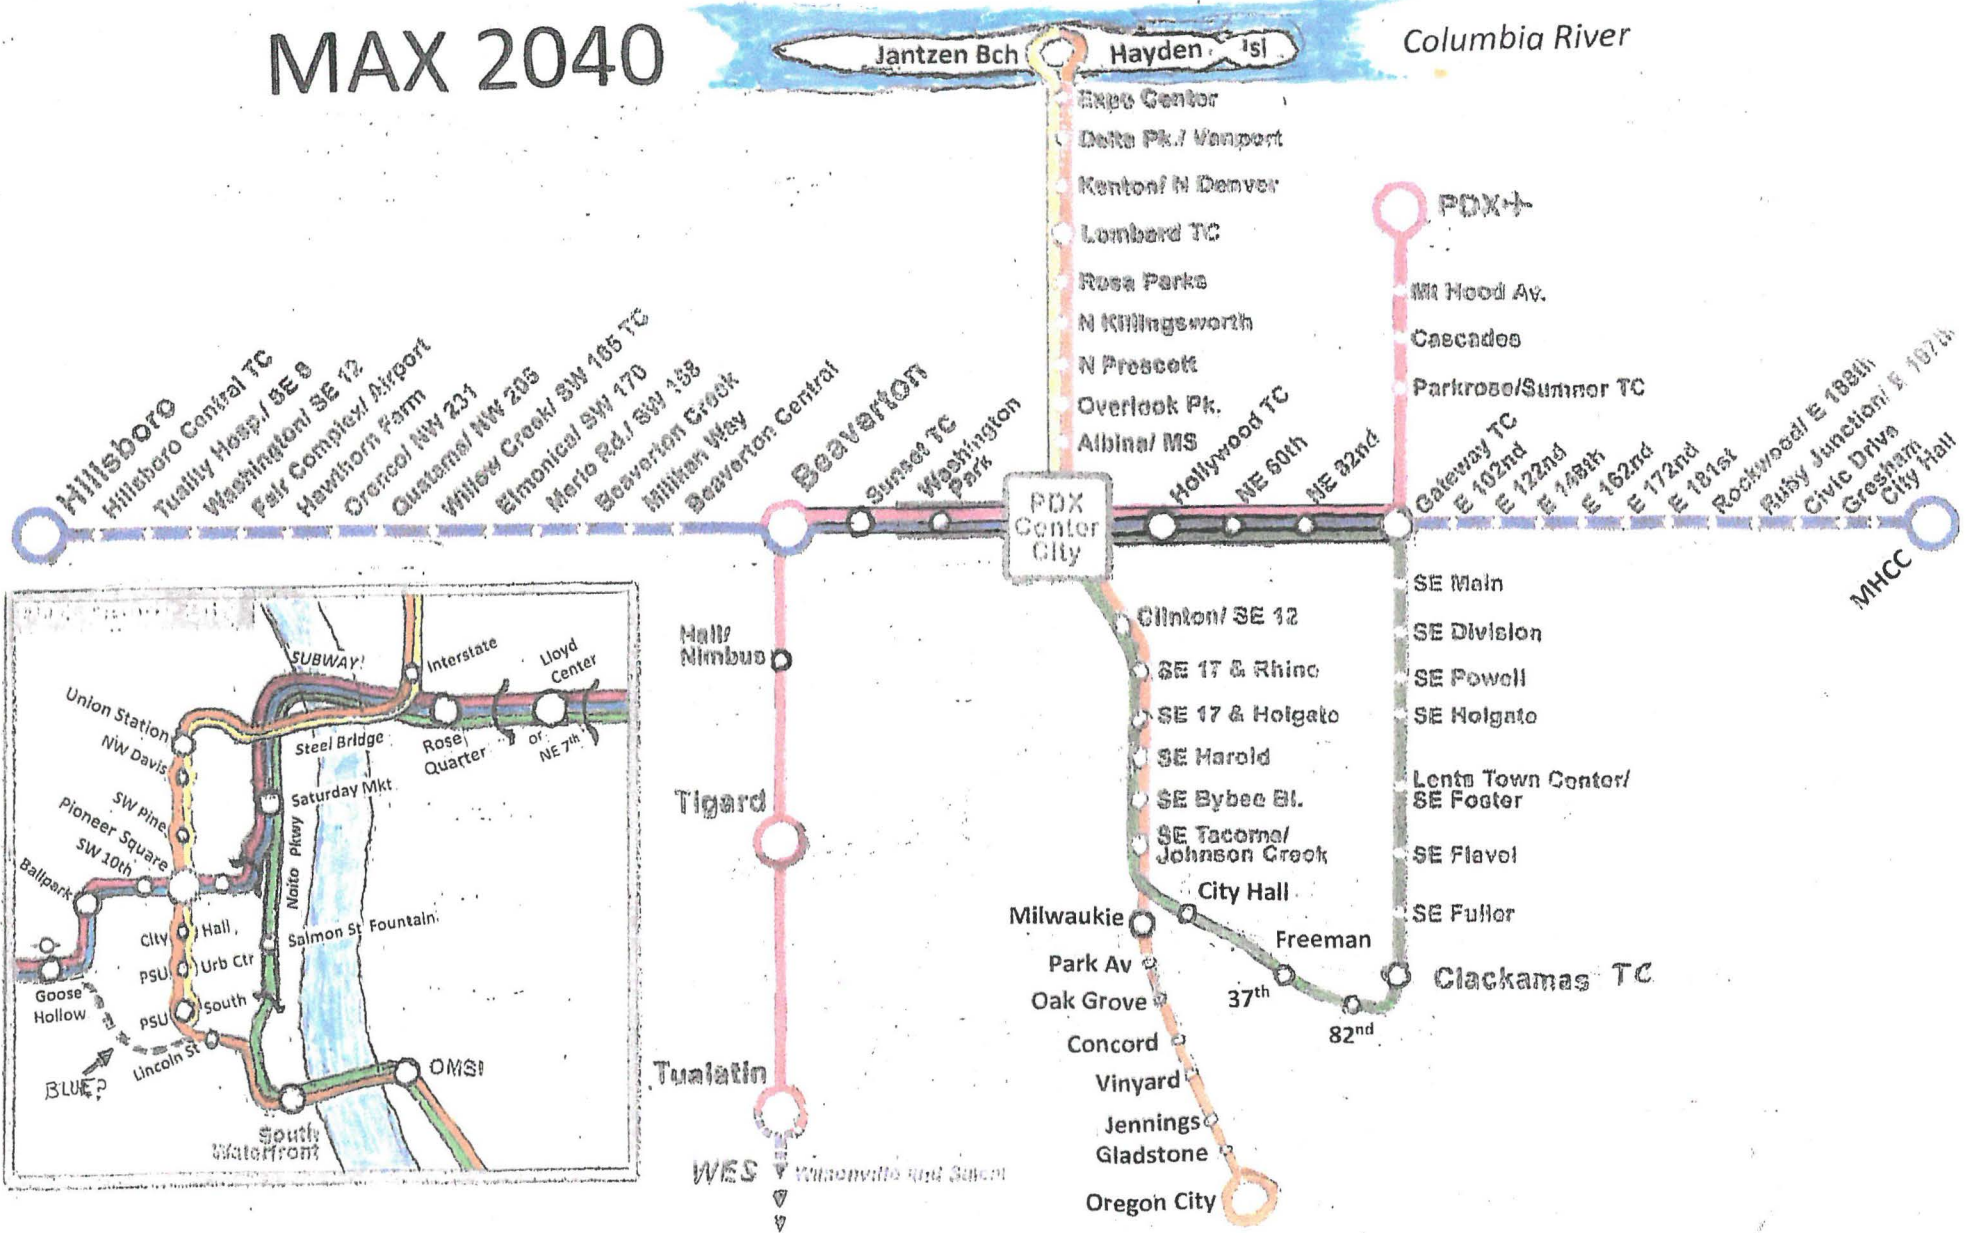 MAX 2040
Columbia River
Jantzen Bch
Hayden Isl
Expo Center
Delta Pk./ Vanport
Kenton/ N Denver
Lombard TC
Rosa Parks
N Killingsworth
N Prescott
Overlook Pk.
Albina/ MS
PDX
Mt Hood Av.
Cascades
Parkrose/Sumner TC
Hillsboro
Hillsboro Central TC
Tuality Hosp./ SE 8
Washington/ SE 12
Fair Complex/ Airport
Hawthorn Farm
Orenco/ NW 231
Quatama/ NW 205
Willow Creek/ SW 185 TC
Elmonica/ SW 170
Merlo Rd./ SW 158
Beaverton Creek
Millikan Way
Beaverton Central
Beaverton
Sunset TC
Washington
Park
PDX
Center
City
Hollywood TC
NE 60th
NE 82nd
Gateway TC
E 102nd
E 122nd
E 148th
E 162nd
E 172nd
E 181st
Rockwood/ E 188th
Ruby Junction/ E 197th
Civic Drive
Gresham
City Hall
MHCC
SE Main
SE Division
SE Powell
SE Holgate
Lents Town Center/
SE Foster
SE Flavel
SE Fuller
Clackamas TC
Clinton/ SE 12
SE 17 & Rhine
SE 17 & Holgate
SE Harold
SE Bybee Bl.
SE Tacoma/
Johnson Creek
City Hall
Freeman
37th
82nd
Milwaukie
Park Av
Oak Grove
Concord
Vinyard
Jennings
Gladstone
Oregon City
Hall/
Nimbus
Tigard
Tualatin
WES
Wilsonville and Salem
SUBWAY!
Interstate
Lloyd
Center
or
NE 7th
Rose
Quarter
Steel Bridge
Union Station
NW Davis
SW Pine
Pioneer Square
SW 10th
Ballpark
Goose
Hollow
Saturday Mkt
Naito Pkwy
Salmon St Fountain
City Hall
PSU Urb Ctr
PSU South
Lincoln St
BLUE?
South
Waterfront
OMSI